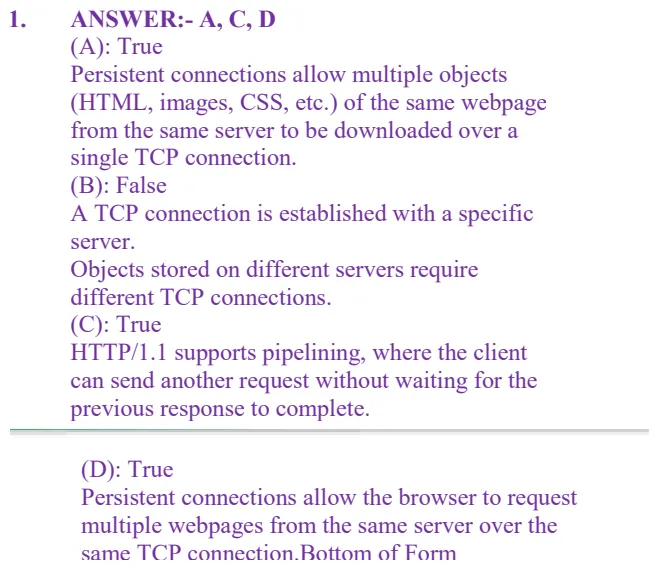 1. ANSWER:- A, C, D
(A): True
Persistent connections allow multiple objects
(HTML, images, CSS, etc.) of the same webpage
from the same server to be downloaded over a
single TCP connection.
(B): False
A TCP connection is established with a specific
server.
Objects stored on different servers require
different TCP connections.
(C): True
HTTP/1.1 supports pipelining, where the client
can send another request without waiting for the
previous response to complete.
(D): True
Persistent connections allow the browser to request
multiple webpages from the same server over the
same TCP connection.Bottom of Form